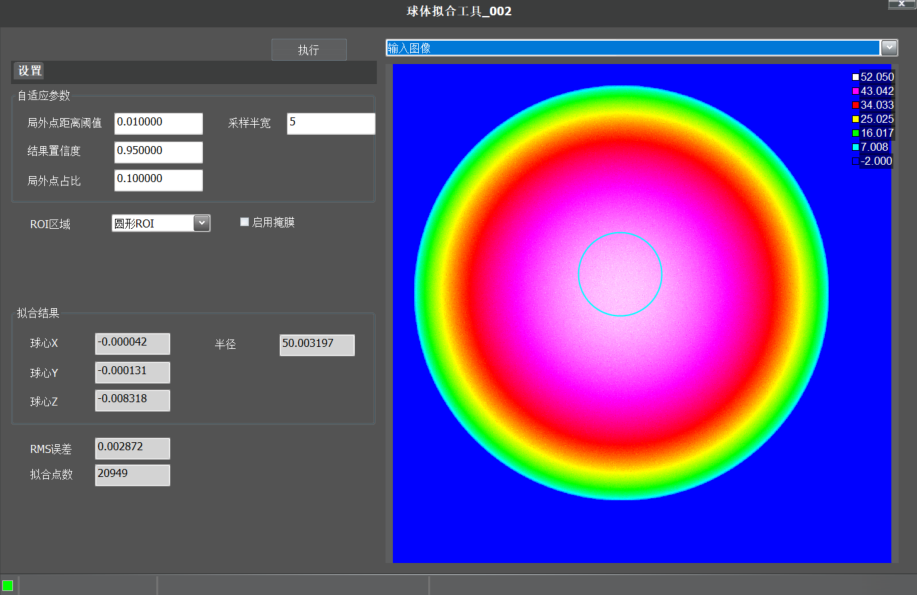 球体拟合工具_002
执行
输入图像
设置
自适应参数
局外点距离阈值 0.010000 采样半宽 5
结果置信度 0.950000
局外点占比 0.100000
ROI区域 圆形ROI 启用掩膜
拟合结果
球心X -0.000042 半径 50.003197
球心Y -0.000131
球心Z -0.008318
RMS误差 0.002872
拟合点数 20949
52.050
43.042
34.033
25.025
16.017
7.008
-2.000